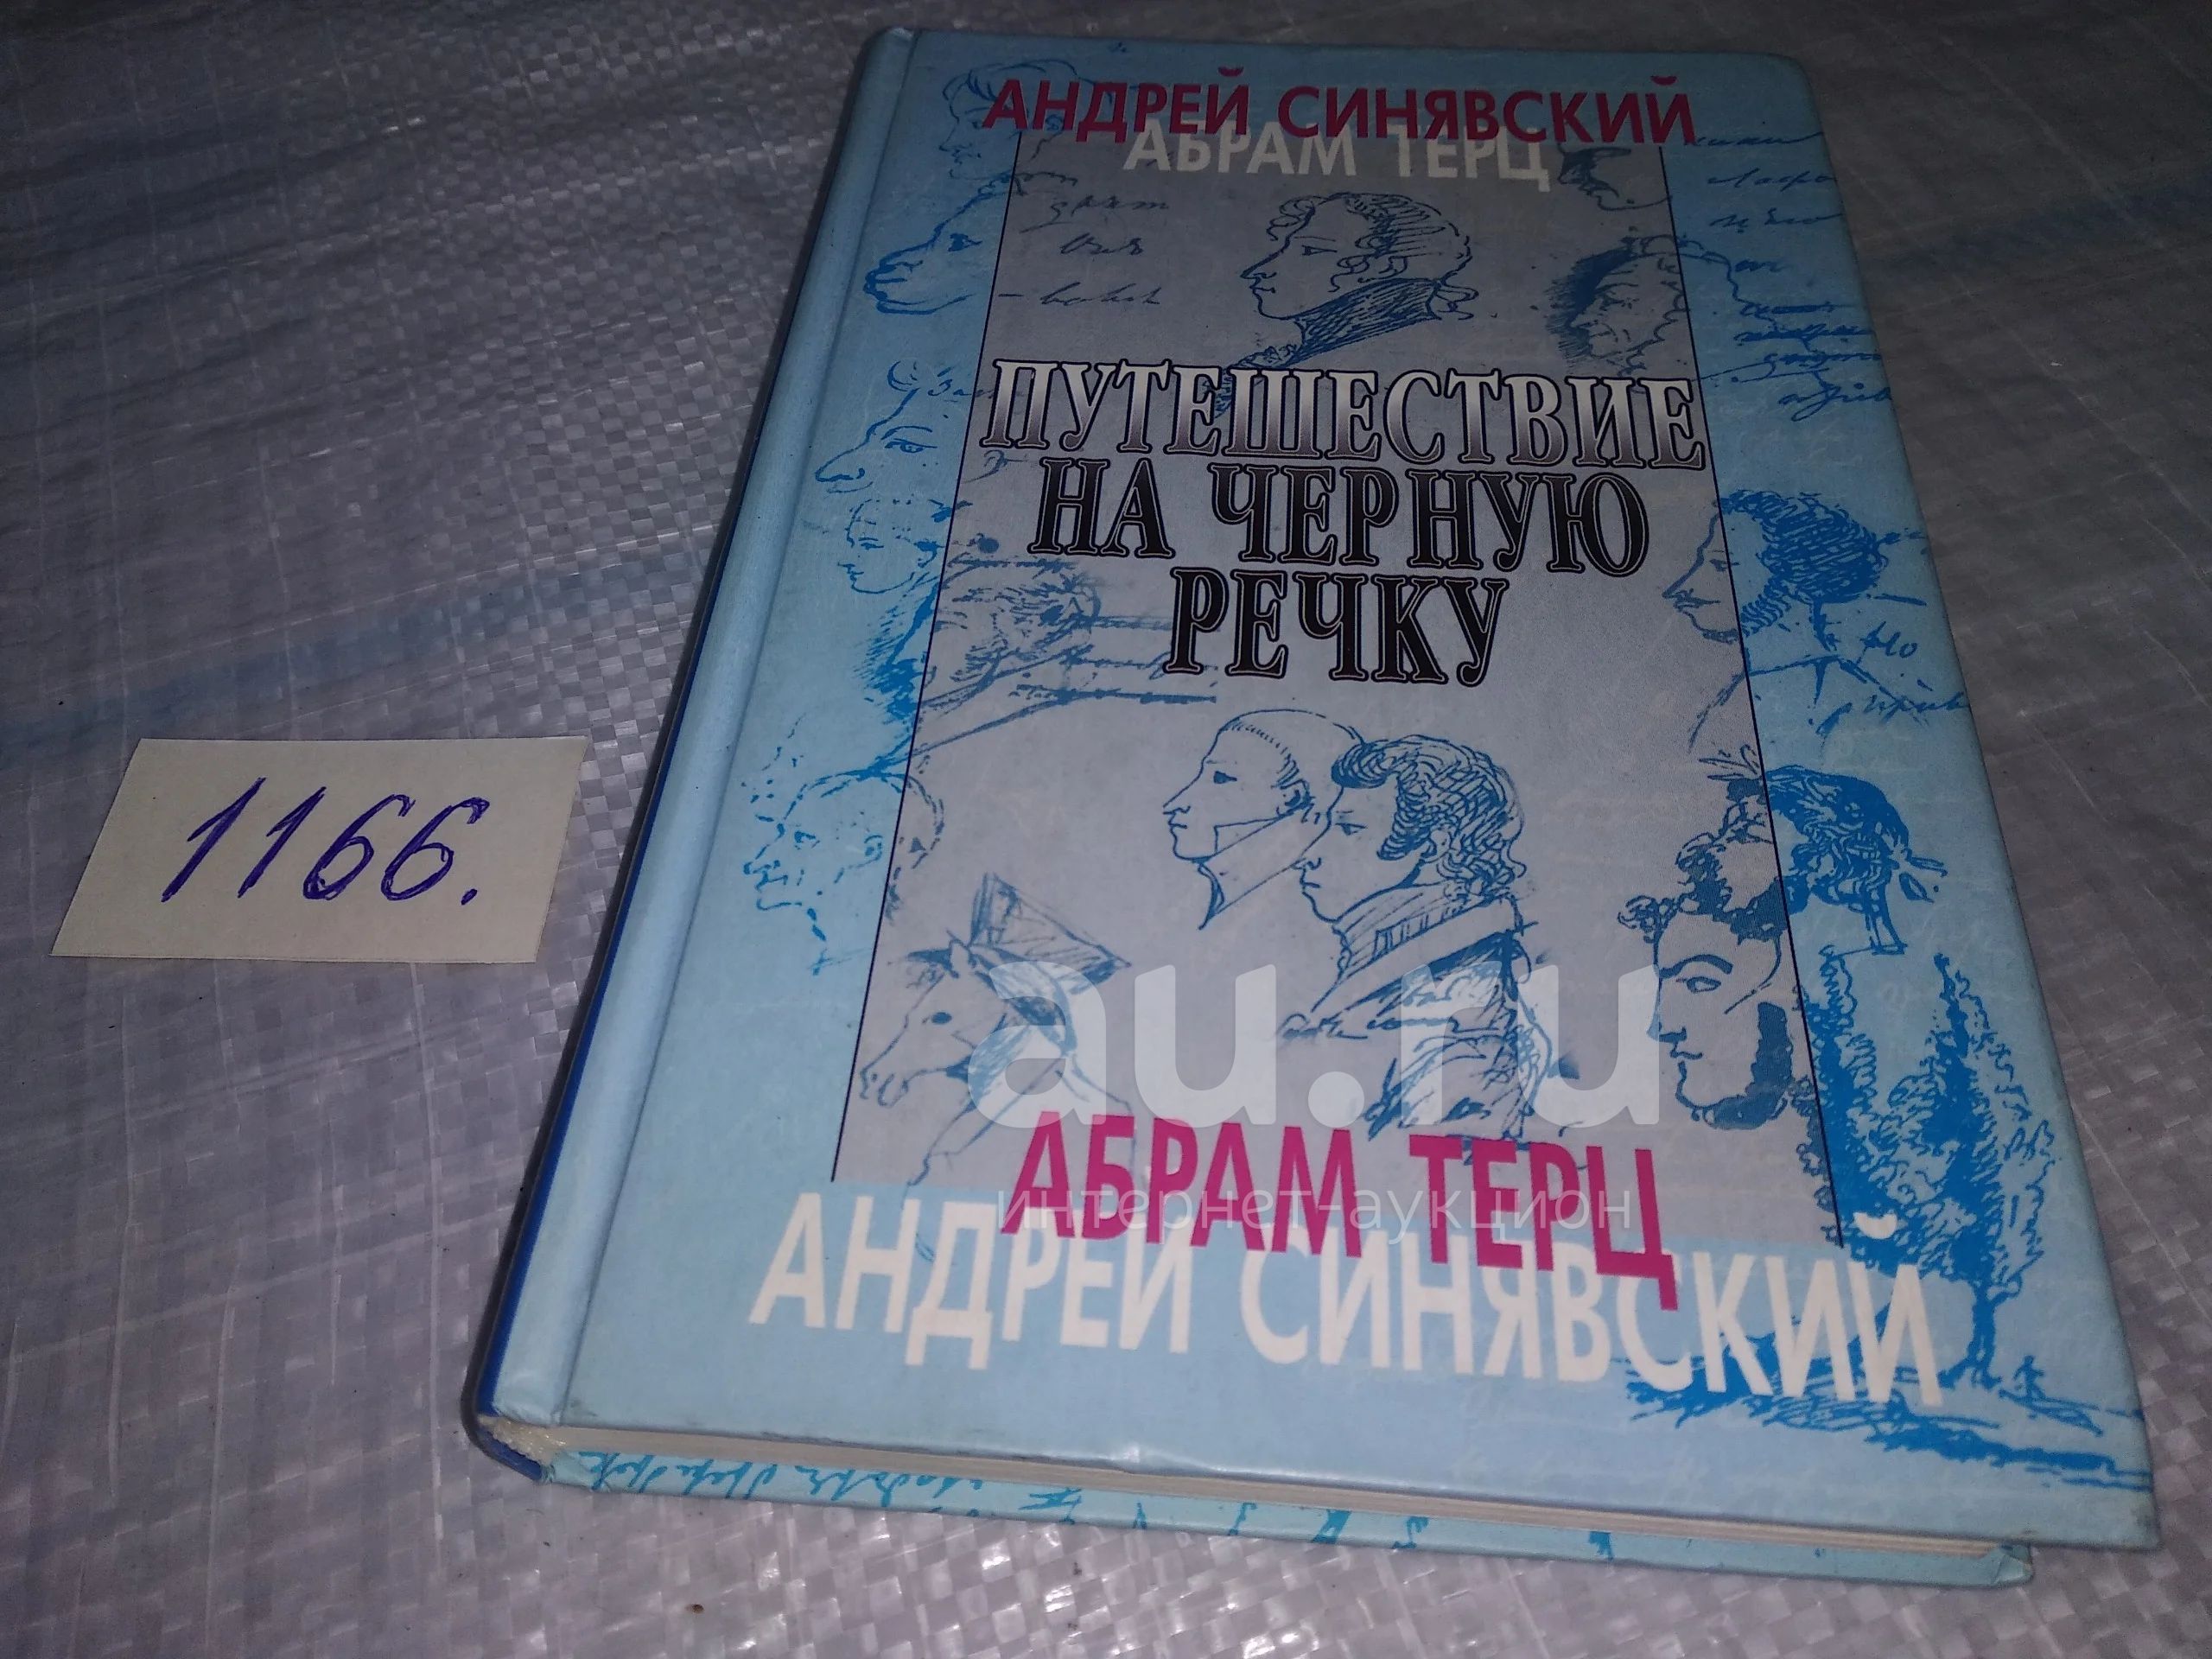 АНДРЕЙ СИНЯВСКИЙ
АБРАМ ТЕРЦ
ПУТЕШЕСТВИЕ
НА ЧЕРНУЮ
РЕЧКУ
1166.
au.ru
АБРАМ ТЕРЦ
интернет-аукцион
АНДРЕЙ СИНЯВСКИЙ